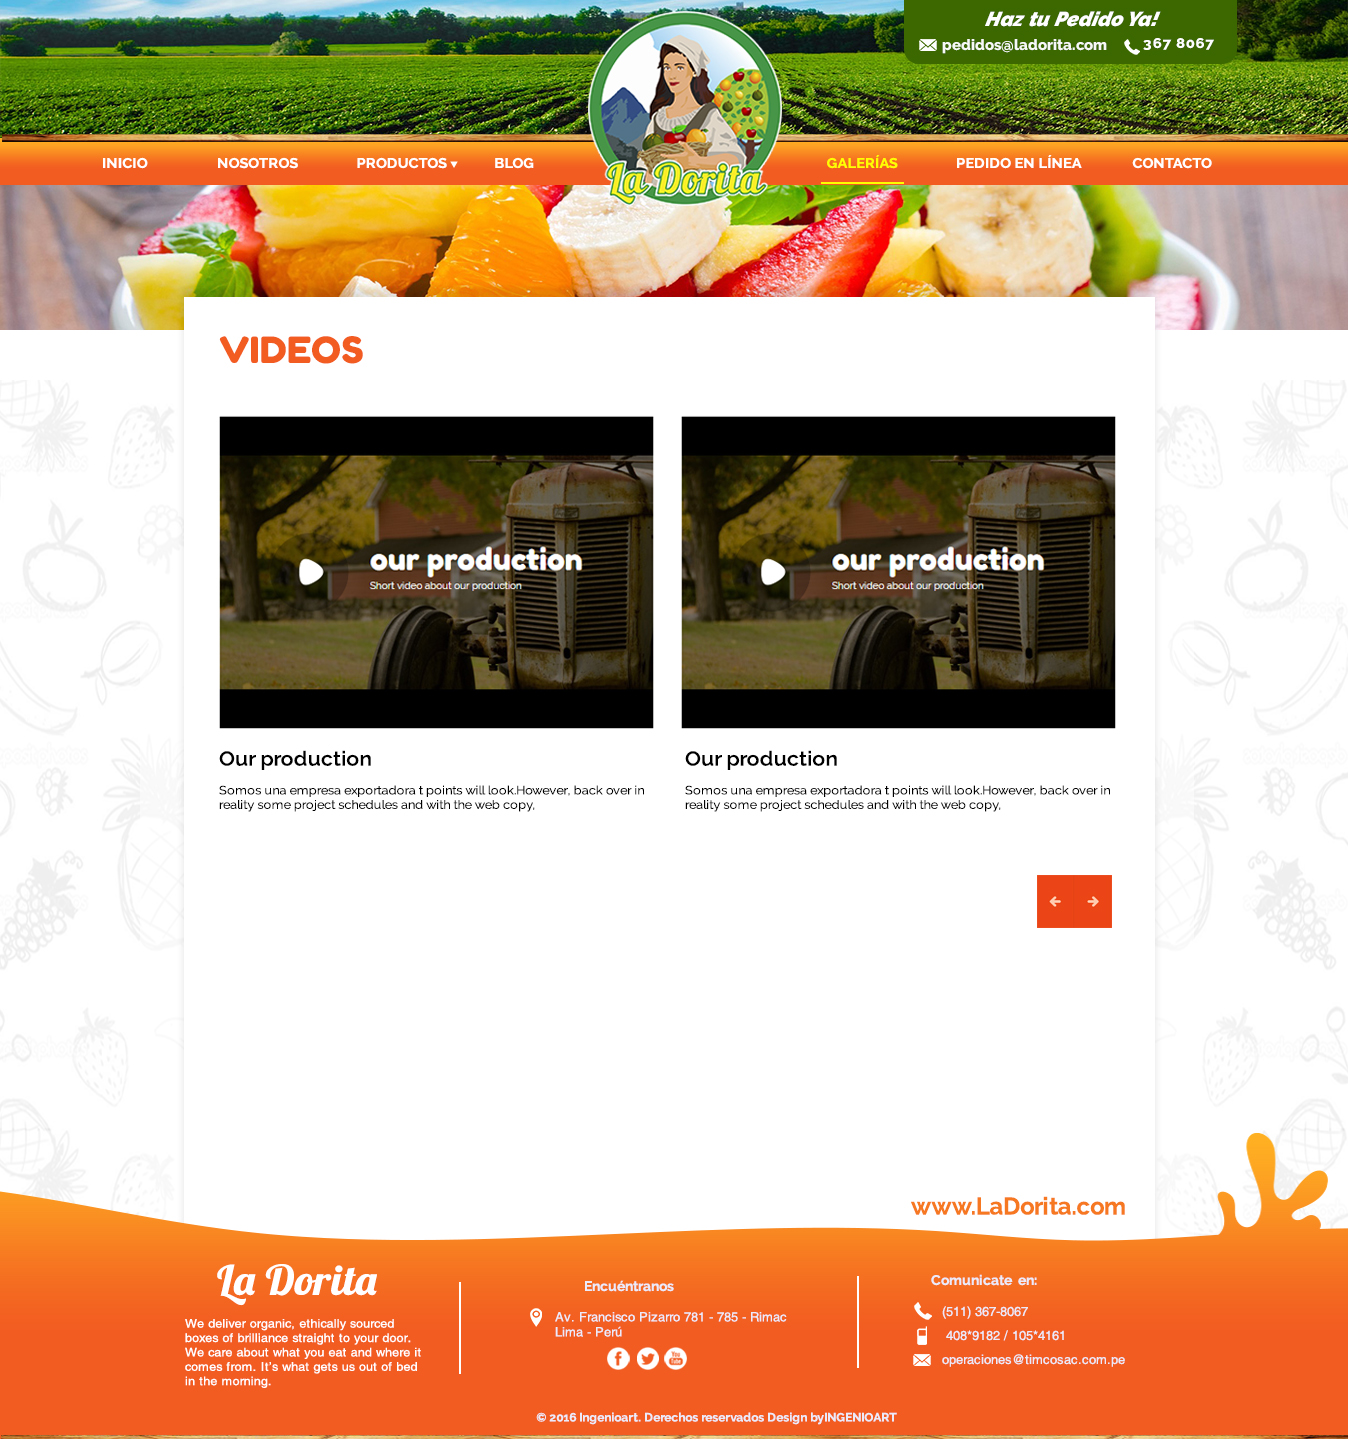 Haz tu Pedido Ya!
pedidos@ladorita.com 367 8067
INICIO NOSOTROS PRODUCTOS BLOG GALERÍAS PEDIDO EN LÍNEA CONTACTO
La Dorita
VIDEOS
our production
Short video about our production
our production
Short video about our production
Our production
Somos una empresa exportadora t points will look.However, back over in
reality some project schedules and with the web copy,
Our production
Somos una empresa exportadora t points will look.However, back over in
reality some project schedules and with the web copy,
www.LaDorita.com
La Dorita
We deliver organic, ethically sourced
boxes of brilliance straight to your door.
We care about what you eat and where it
comes from. It's what gets us out of bed
in the morning.
Encuéntranos
Av. Francisco Pizarro 781 - 785 - Rimac
Lima - Perú
You Tube
Comunicate en:
(511) 367-8067
408*9182 / 105*4161
operaciones@timcosac.com.pe
© 2016 Ingenioart. Derechos reservados Design byINGENIOART